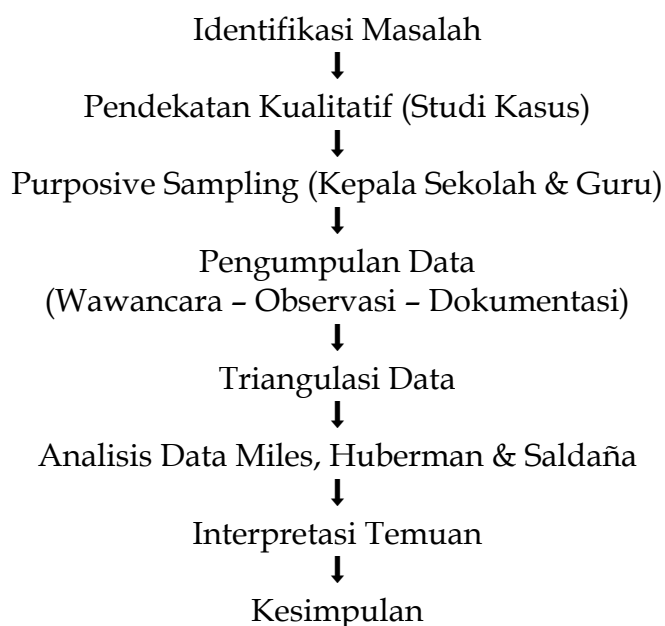 Identifikasi Masalah
Pendekatan Kualitatif (Studi Kasus)
Purposive Sampling (Kepala Sekolah & Guru)
Pengumpulan Data
(Wawancara – Observasi – Dokumentasi)
Triangulasi Data
Analisis Data Miles, Huberman & Saldaña
Interpretasi Temuan
Kesimpulan